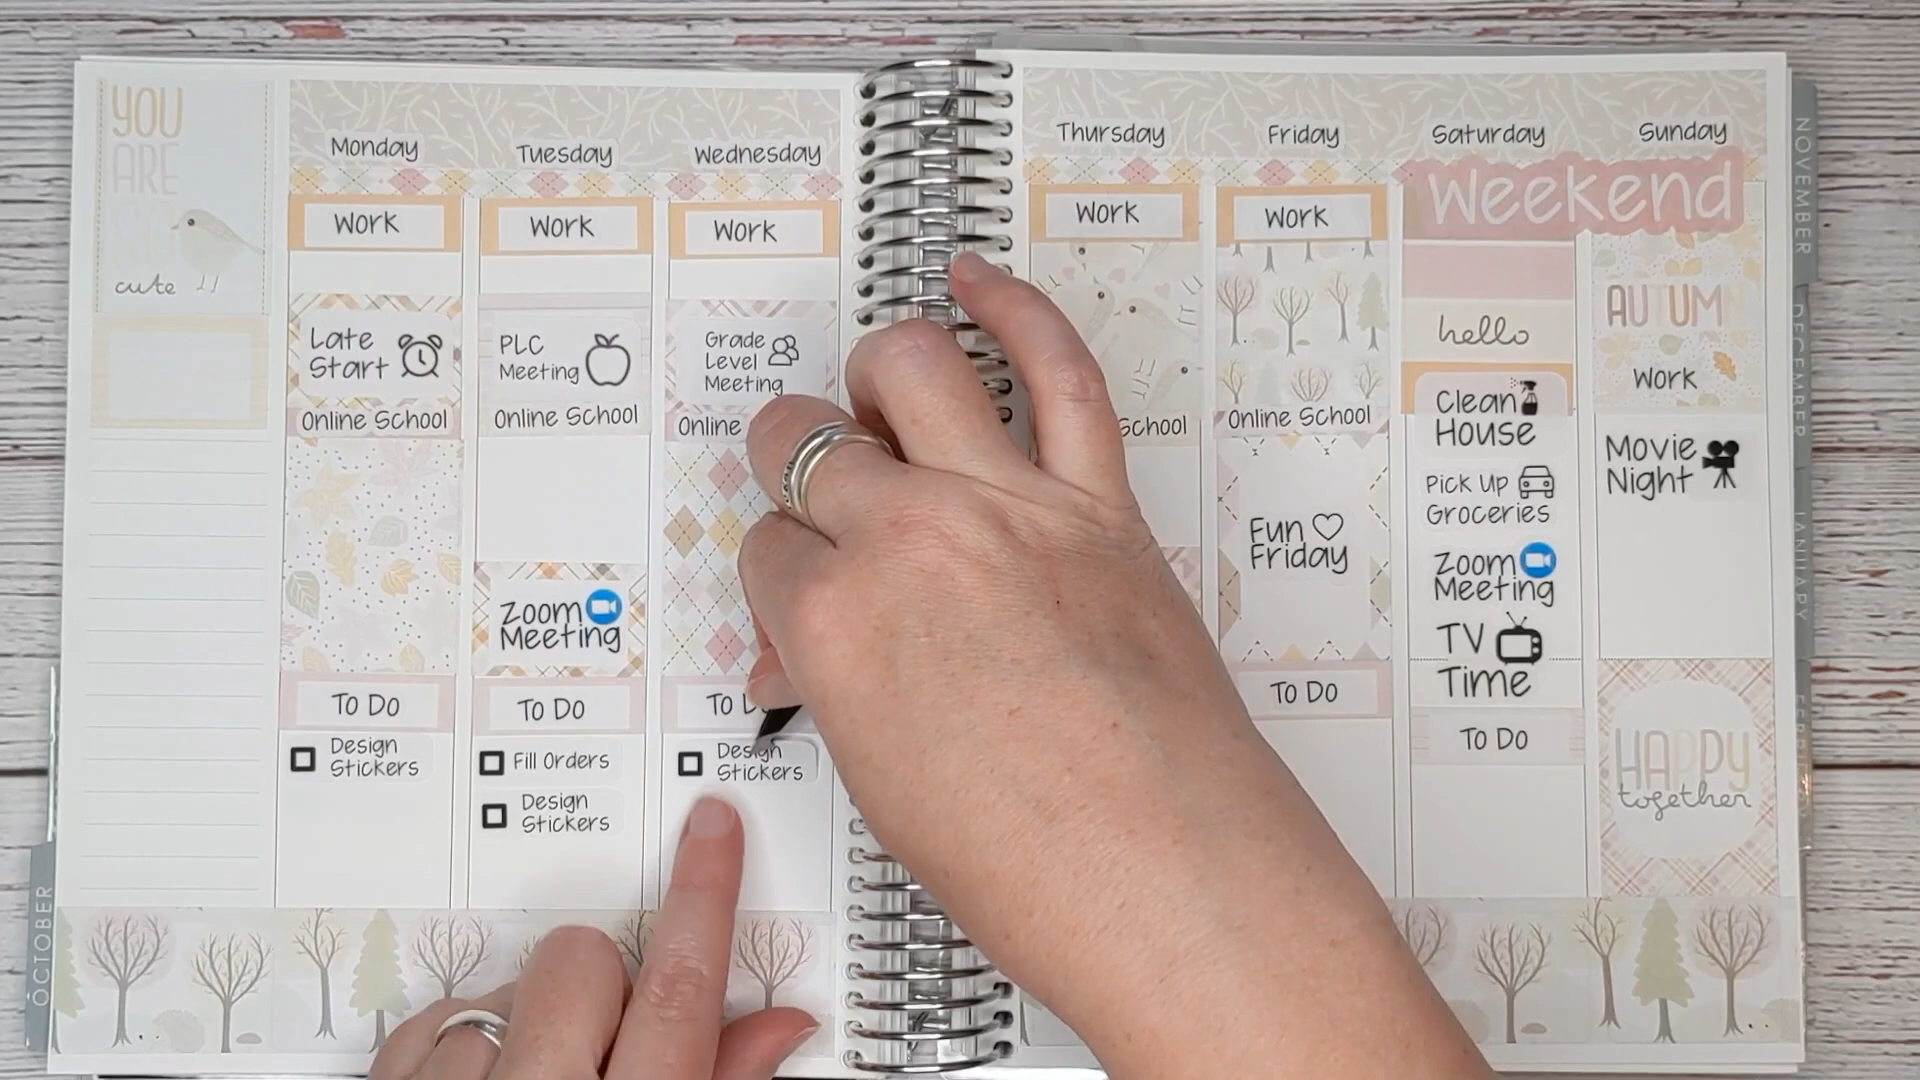 YOU
ARE
SO
cute
Monday
Tuesday
Wednesday
Work
Work
Work
Late
Start
PLC
Meeting
Grade
Level
Meeting
Online School
Online School
Online
Zoom
Meeting
To Do
To Do
To D
Design
Stickers
Fill Orders
Design
Stickers
Design
Stickers
OCTOBER
Thursday
Friday
Saturday
Sunday
Weekend
Work
Work
School
Online School
Fun
Friday
To Do
hello
Clean
House
Pick Up
Groceries
Zoom
Meeting
TV
Time
To Do
AUTUMN
Work
Movie
Night
HAPPY
together
NOVEMBER
DECEMBER
JANUARY